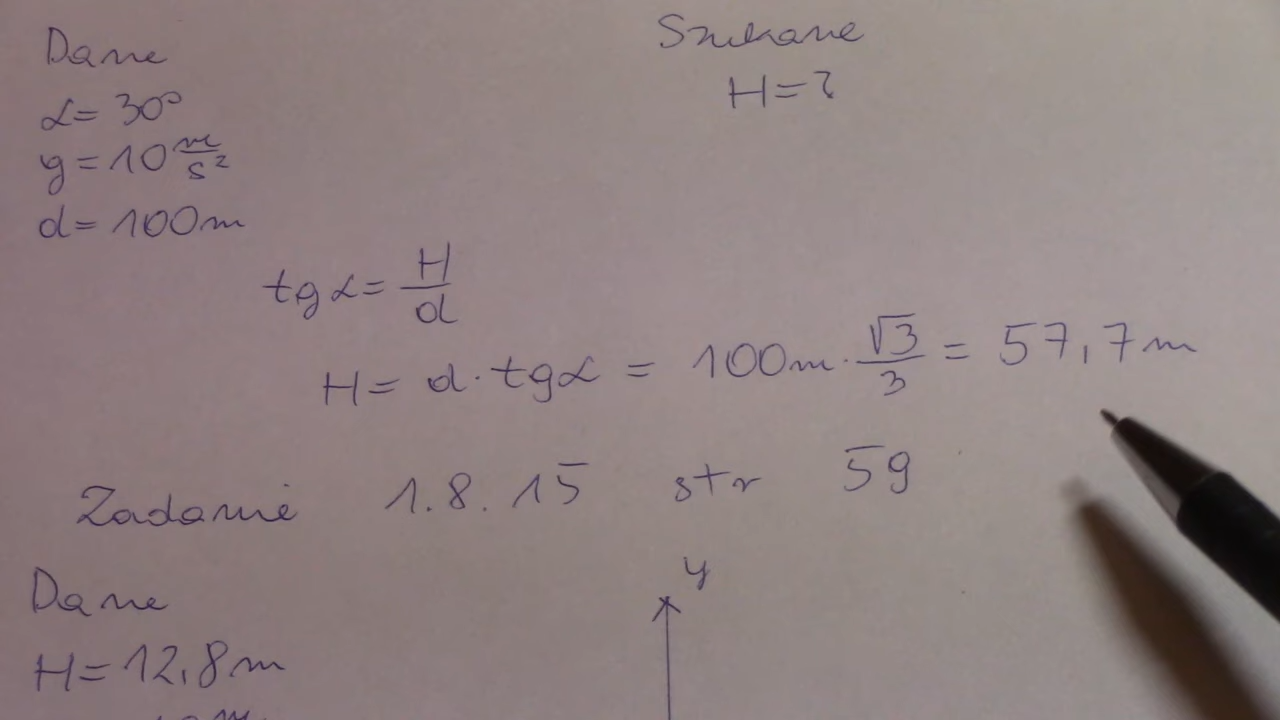 Dane
Szukane
α = 30°
H = ?
g = 10 m/s²
d = 100m
tgα = H/d
H = d · tgα = 100m · √3/3 = 57,7m
Zadanie 1.8.15 str 59
y
Dane
H = 12,8m